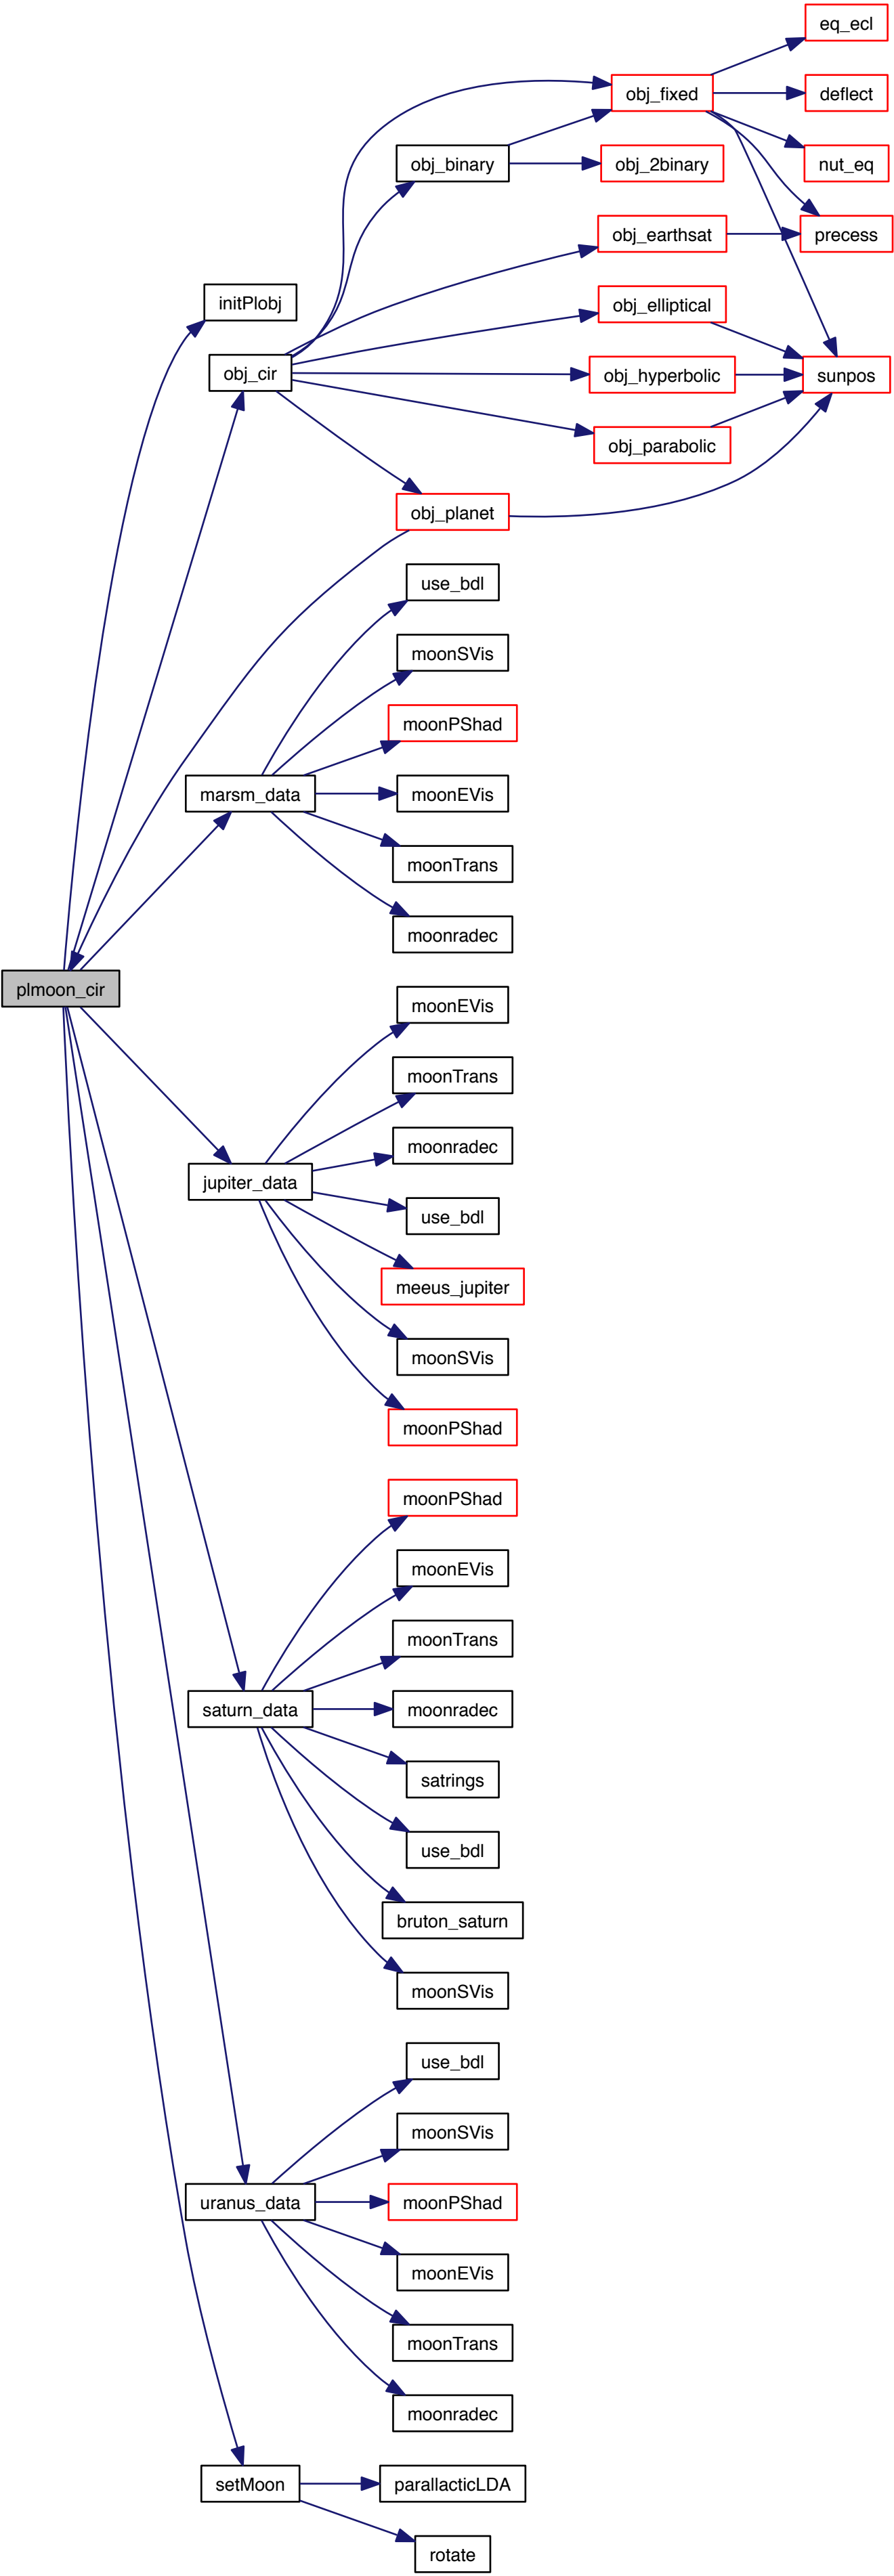 eq_ecl
obj_fixed
deflect
obj_binary
obj_2binary
nut_eq
obj_earthsat
precess
initPlobj
obj_elliptical
obj_cir
obj_hyperbolic
sunpos
obj_parabolic
obj_planet
use_bdl
moonSVis
moonPShad
marsm_data
moonEVis
moonTrans
moonradec
plmoon_cir
moonEVis
moonTrans
moonradec
jupiter_data
use_bdl
meeus_jupiter
moonSVis
moonPShad
moonPShad
moonEVis
moonTrans
saturn_data
moonradec
satrings
use_bdl
bruton_saturn
moonSVis
use_bdl
moonSVis
uranus_data
moonPShad
moonEVis
moonTrans
moonradec
setMoon
parallacticLDA
rotate